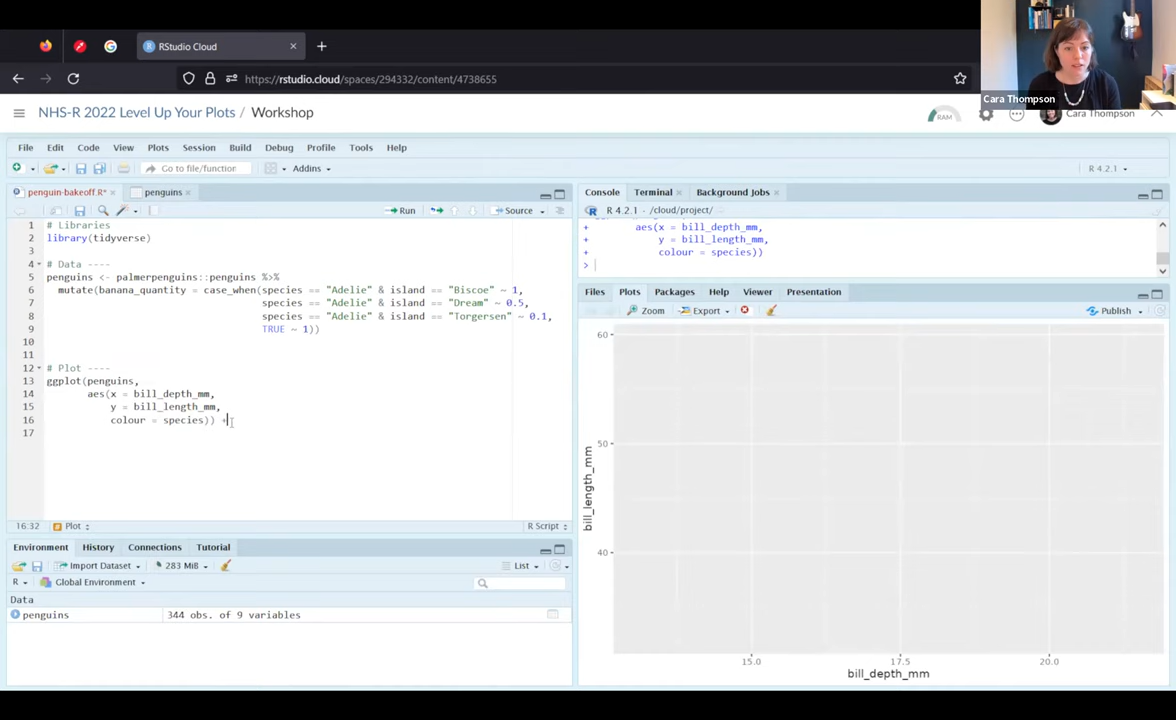 RStudio Cloud
https://rstudio.cloud/spaces/294332/content/4738655
Cara Thompson
NHS-R 2022 Level Up Your Plots / Workshop
RAM
Cara Thompson
File Edit Code View Plots Session Build Debug Profile Tools Help
Go to file/function
Addins
R 4.2.1
penguin-bakeoff.R*
penguins
Run
Source
1 # Libraries
2 library(tidyverse)
3
4 # Data ----
5 penguins <- palmerpenguins::penguins %>%
6 mutate(banana_quantity = case_when(species == "Adelie" & island == "Biscoe" ~ 1,
7 species == "Adelie" & island == "Dream" ~ 0.5,
8 species == "Adelie" & island == "Torgersen" ~ 0.1,
9 TRUE ~ 1))
10
11
12 # Plot ----
13 ggplot(penguins,
14 aes(x = bill_depth_mm,
15 y = bill_length_mm,
16 colour = species)) +
17
16:32
# Plot
R Script
Console Terminal Background Jobs
R 4.2.1 · /cloud/project/
+ aes(x = bill_depth_mm,
+ y = bill_length_mm,
+ colour = species))
>
Files Plots Packages Help Viewer Presentation
Zoom Export Publish
60
50
40
bill_length_mm
15.0 17.5 20.0
bill_depth_mm
Environment History Connections Tutorial
Import Dataset
283 MiB
List
R
Global Environment
Data
penguins 344 obs. of 9 variables